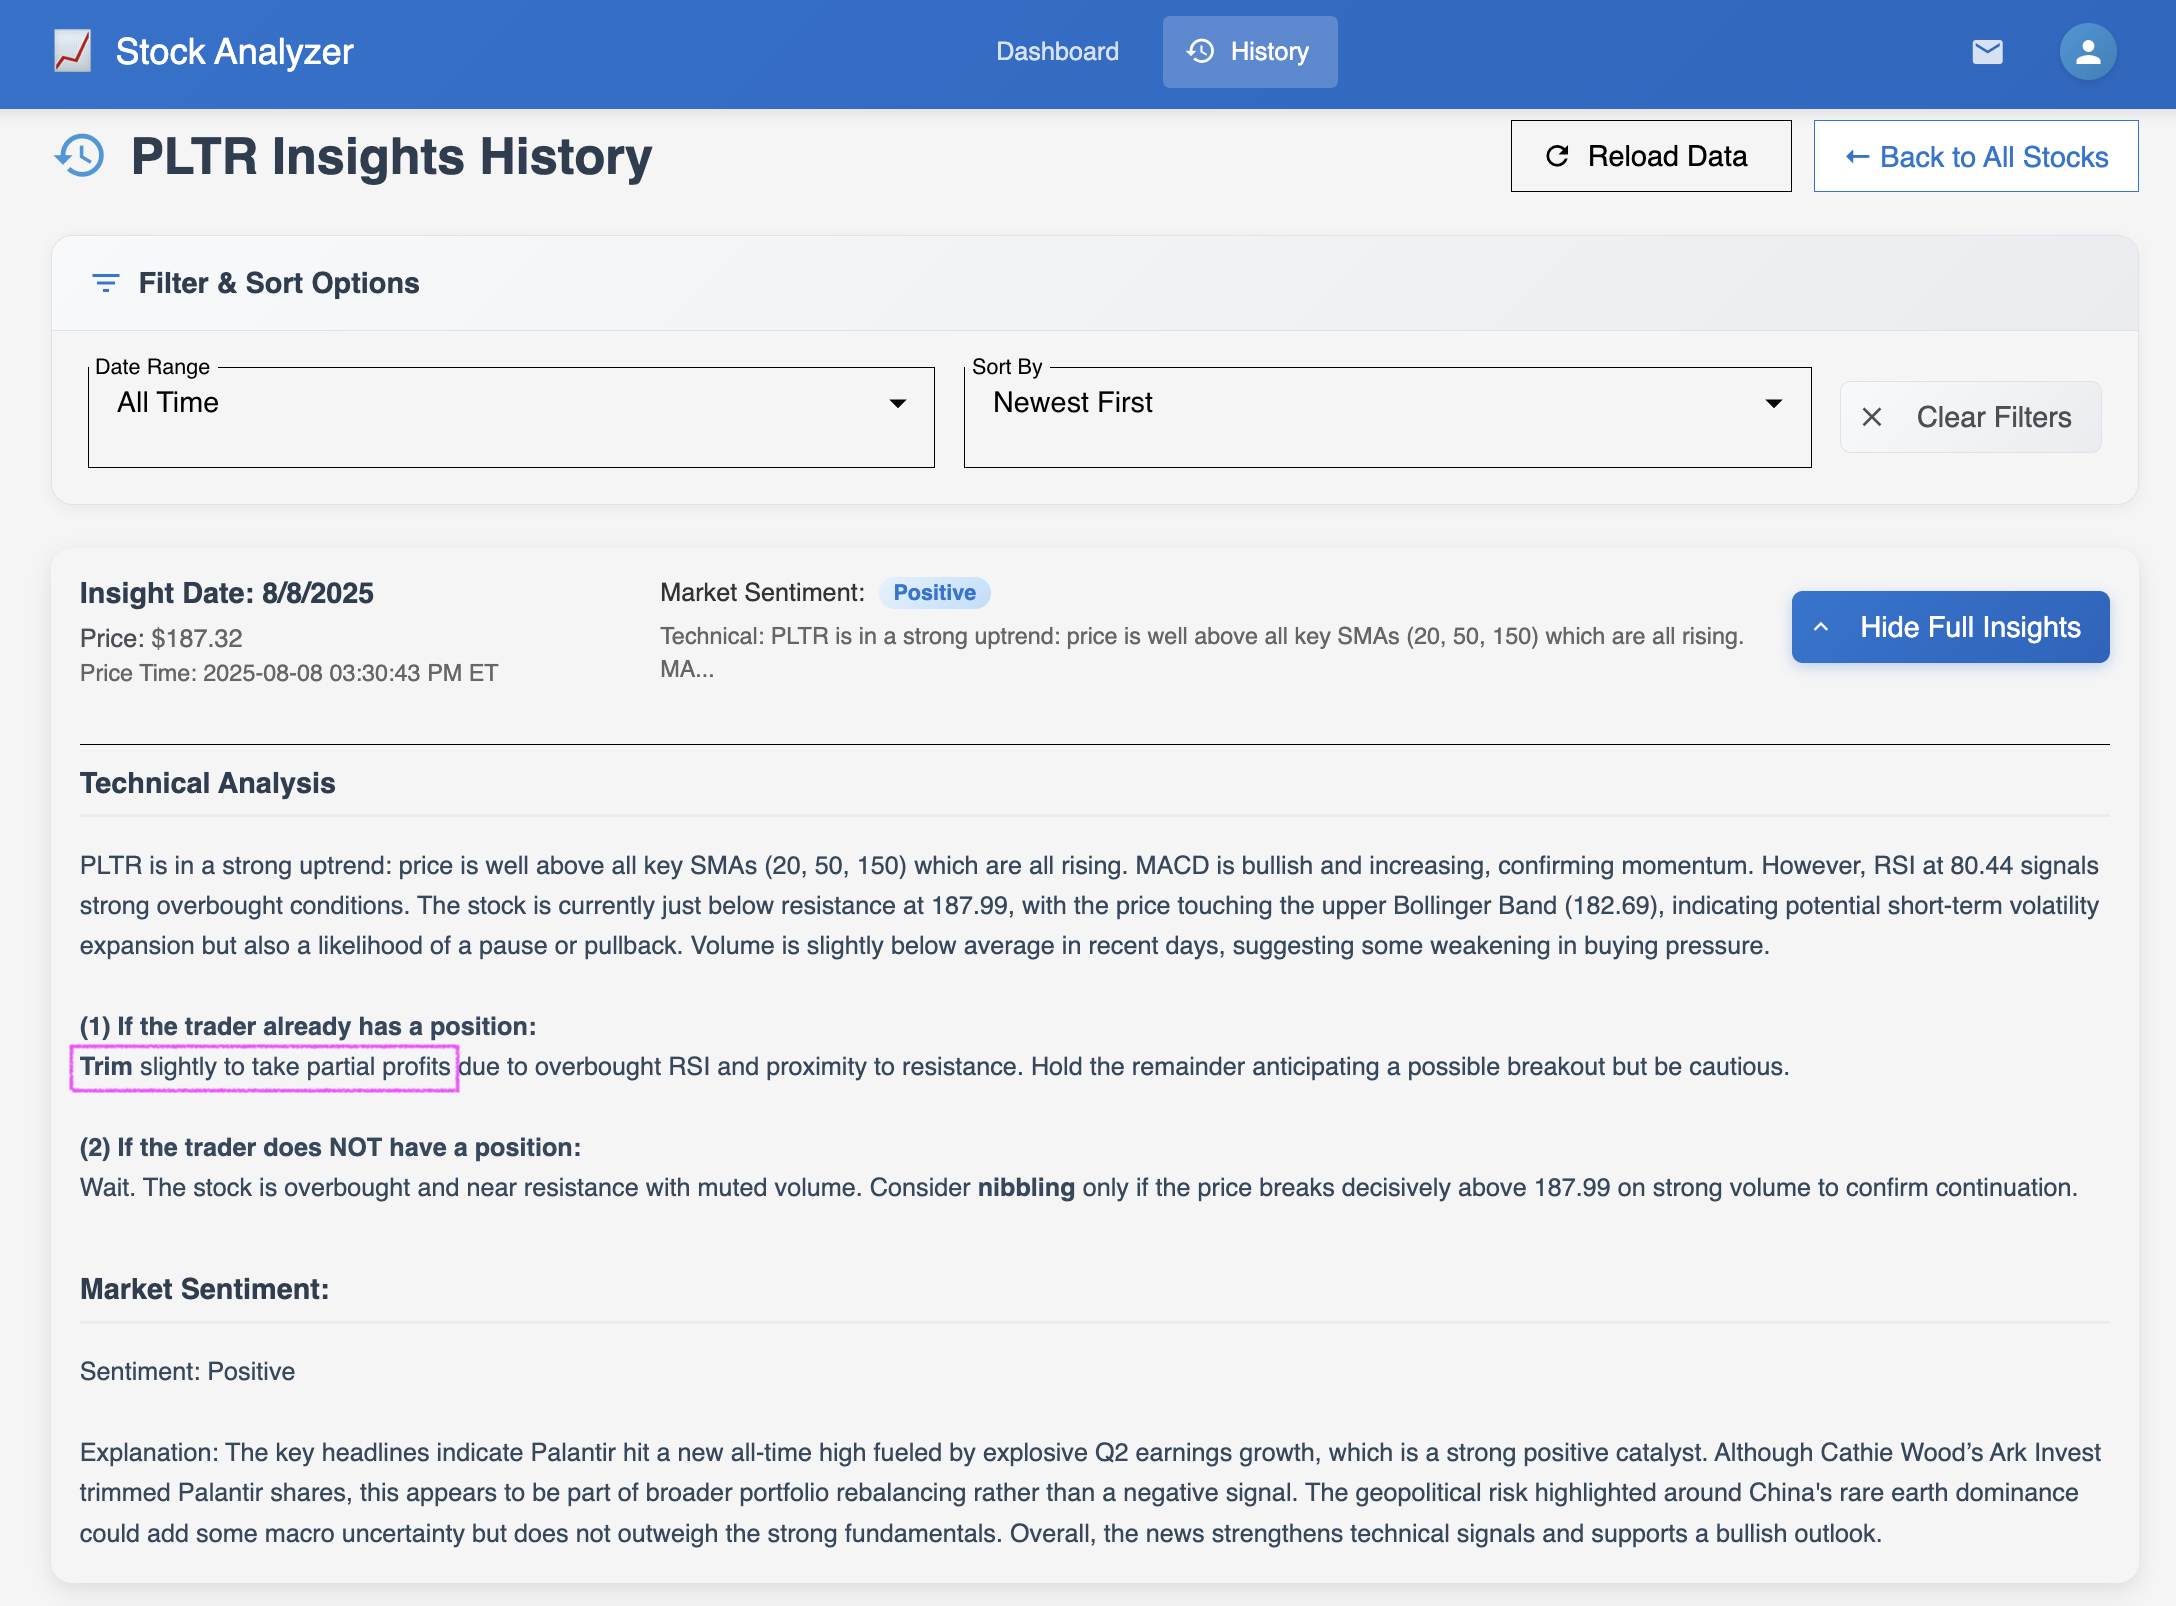 Stock Analyzer
Dashboard
History
PLTR Insights History
Reload Data
← Back to All Stocks
Filter & Sort Options
Date Range
All Time
Sort By
Newest First
Clear Filters
Insight Date: 8/8/2025
Price: $187.32
Price Time: 2025-08-08 03:30:43 PM ET
Market Sentiment: Positive
Technical: PLTR is in a strong uptrend: price is well above all key SMAs (20, 50, 150) which are all rising.
MA...
Hide Full Insights
Technical Analysis
PLTR is in a strong uptrend: price is well above all key SMAs (20, 50, 150) which are all rising. MACD is bullish and increasing, confirming momentum. However, RSI at 80.44 signals
strong overbought conditions. The stock is currently just below resistance at 187.99, with the price touching the upper Bollinger Band (182.69), indicating potential short-term volatility
expansion but also a likelihood of a pause or pullback. Volume is slightly below average in recent days, suggesting some weakening in buying pressure.
(1) If the trader already has a position:
Trim slightly to take partial profits due to overbought RSI and proximity to resistance. Hold the remainder anticipating a possible breakout but be cautious.
(2) If the trader does NOT have a position:
Wait. The stock is overbought and near resistance with muted volume. Consider nibbling only if the price breaks decisively above 187.99 on strong volume to confirm continuation.
Market Sentiment:
Sentiment: Positive
Explanation: The key headlines indicate Palantir hit a new all-time high fueled by explosive Q2 earnings growth, which is a strong positive catalyst. Although Cathie Wood’s Ark Invest
trimmed Palantir shares, this appears to be part of broader portfolio rebalancing rather than a negative signal. The geopolitical risk highlighted around China's rare earth dominance
could add some macro uncertainty but does not outweigh the strong fundamentals. Overall, the news strengthens technical signals and supports a bullish outlook.